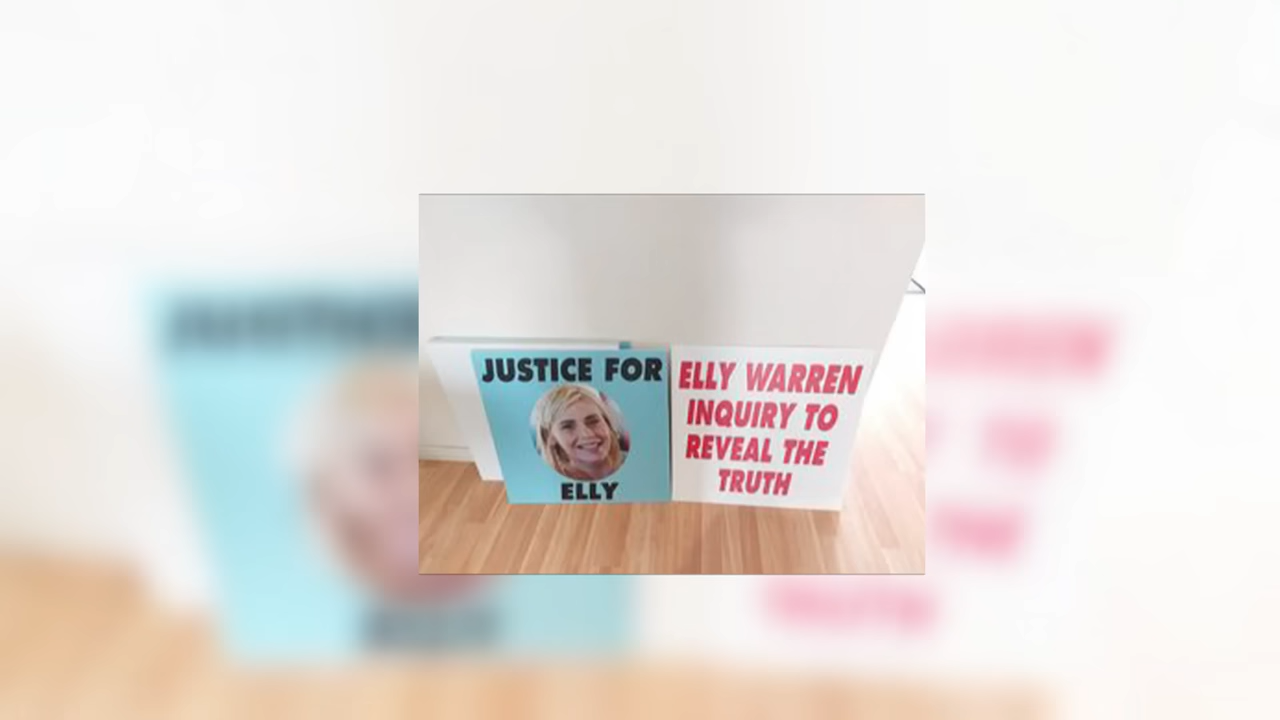 JUSTICE FOR
ELLY
ELLY WARREN
INQUIRY TO
REVEAL THE
TRUTH